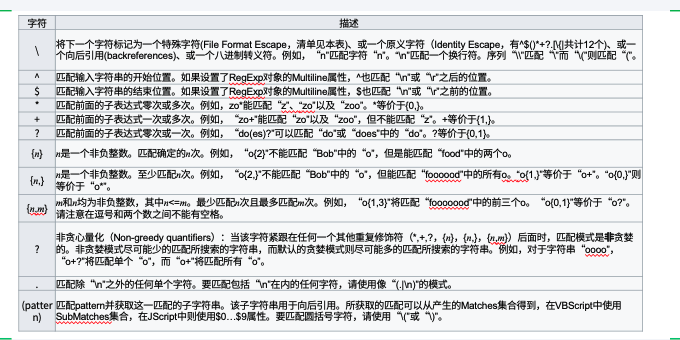 字符 描述
\ 将下一个字符标记为一个特殊字符(File Format Escape，清单见本表)、或一个原义字符（Identity Escape，有^$()*+?.[\{|共计12个)、或一
个向后引用(backreferences)、或一个八进制转义符。例如，“n”匹配字符“n”。“\n”匹配一个换行符。序列“\\”匹配“\”而“\(”则匹配“(”。
^ 匹配输入字符串的开始位置。如果设置了RegExp对象的Multiline属性，^也匹配“\n”或“\r”之后的位置。
$ 匹配输入字符串的结束位置。如果设置了RegExp对象的Multiline属性，$也匹配“\n”或“\r”之前的位置。
* 匹配前面的子表达式零次或多次。例如，zo*能匹配“z”、“zo”以及“zoo”。*等价于{0,}。
+ 匹配前面的子表达式一次或多次。例如，“zo+”能匹配“zo”以及“zoo”，但不能匹配“z”。+等价于{1,}。
? 匹配前面的子表达式零次或一次。例如，“do(es)?”可以匹配“do”或“does”中的“do”。?等价于{0,1}。
{n} n是一个非负整数。匹配确定的n次。例如，“o{2}”不能匹配“Bob”中的“o”，但是能匹配“food”中的两个o。
{n,} n是一个非负整数。至少匹配n次。例如，“o{2,}”不能匹配“Bob”中的“o”，但能匹配“foooood”中的所有o。“o{1,}”等价于“o+”。“o{0,}”则
等价于“o*”。
{n,m} m和n均为非负整数，其中n<=m。最少匹配n次且最多匹配m次。例如，“o{1,3}”将匹配“fooooood”中的前三个o。“o{0,1}”等价于“o?”。
请注意在逗号和两个数之间不能有空格。
? 非贪心量化（Non-greedy quantifiers）：当该字符紧跟在任何一个其他重复修饰符（*,+,?，{n}，{n,}，{n,m}）后面时，匹配模式是非贪婪
的。非贪婪模式尽可能少的匹配所搜索的字符串，而默认的贪婪模式则尽可能多的匹配所搜索的字符串。例如，对于字符串“oooo”，
“o+?”将匹配单个“o”，而“o+”将匹配所有“o”。
. 匹配除“\n”之外的任何单个字符。要匹配包括“\n”在内的任何字符，请使用像“(.|\n)”的模式。
(patter
n) 匹配pattern并获取这一匹配的子字符串。该子字符串用于向后引用。所获取的匹配可以从产生的Matches集合得到，在VBScript中使用
SubMatches集合，在JScript中则使用$0…$9属性。要匹配圆括号字符，请使用“\(”或“\)”。